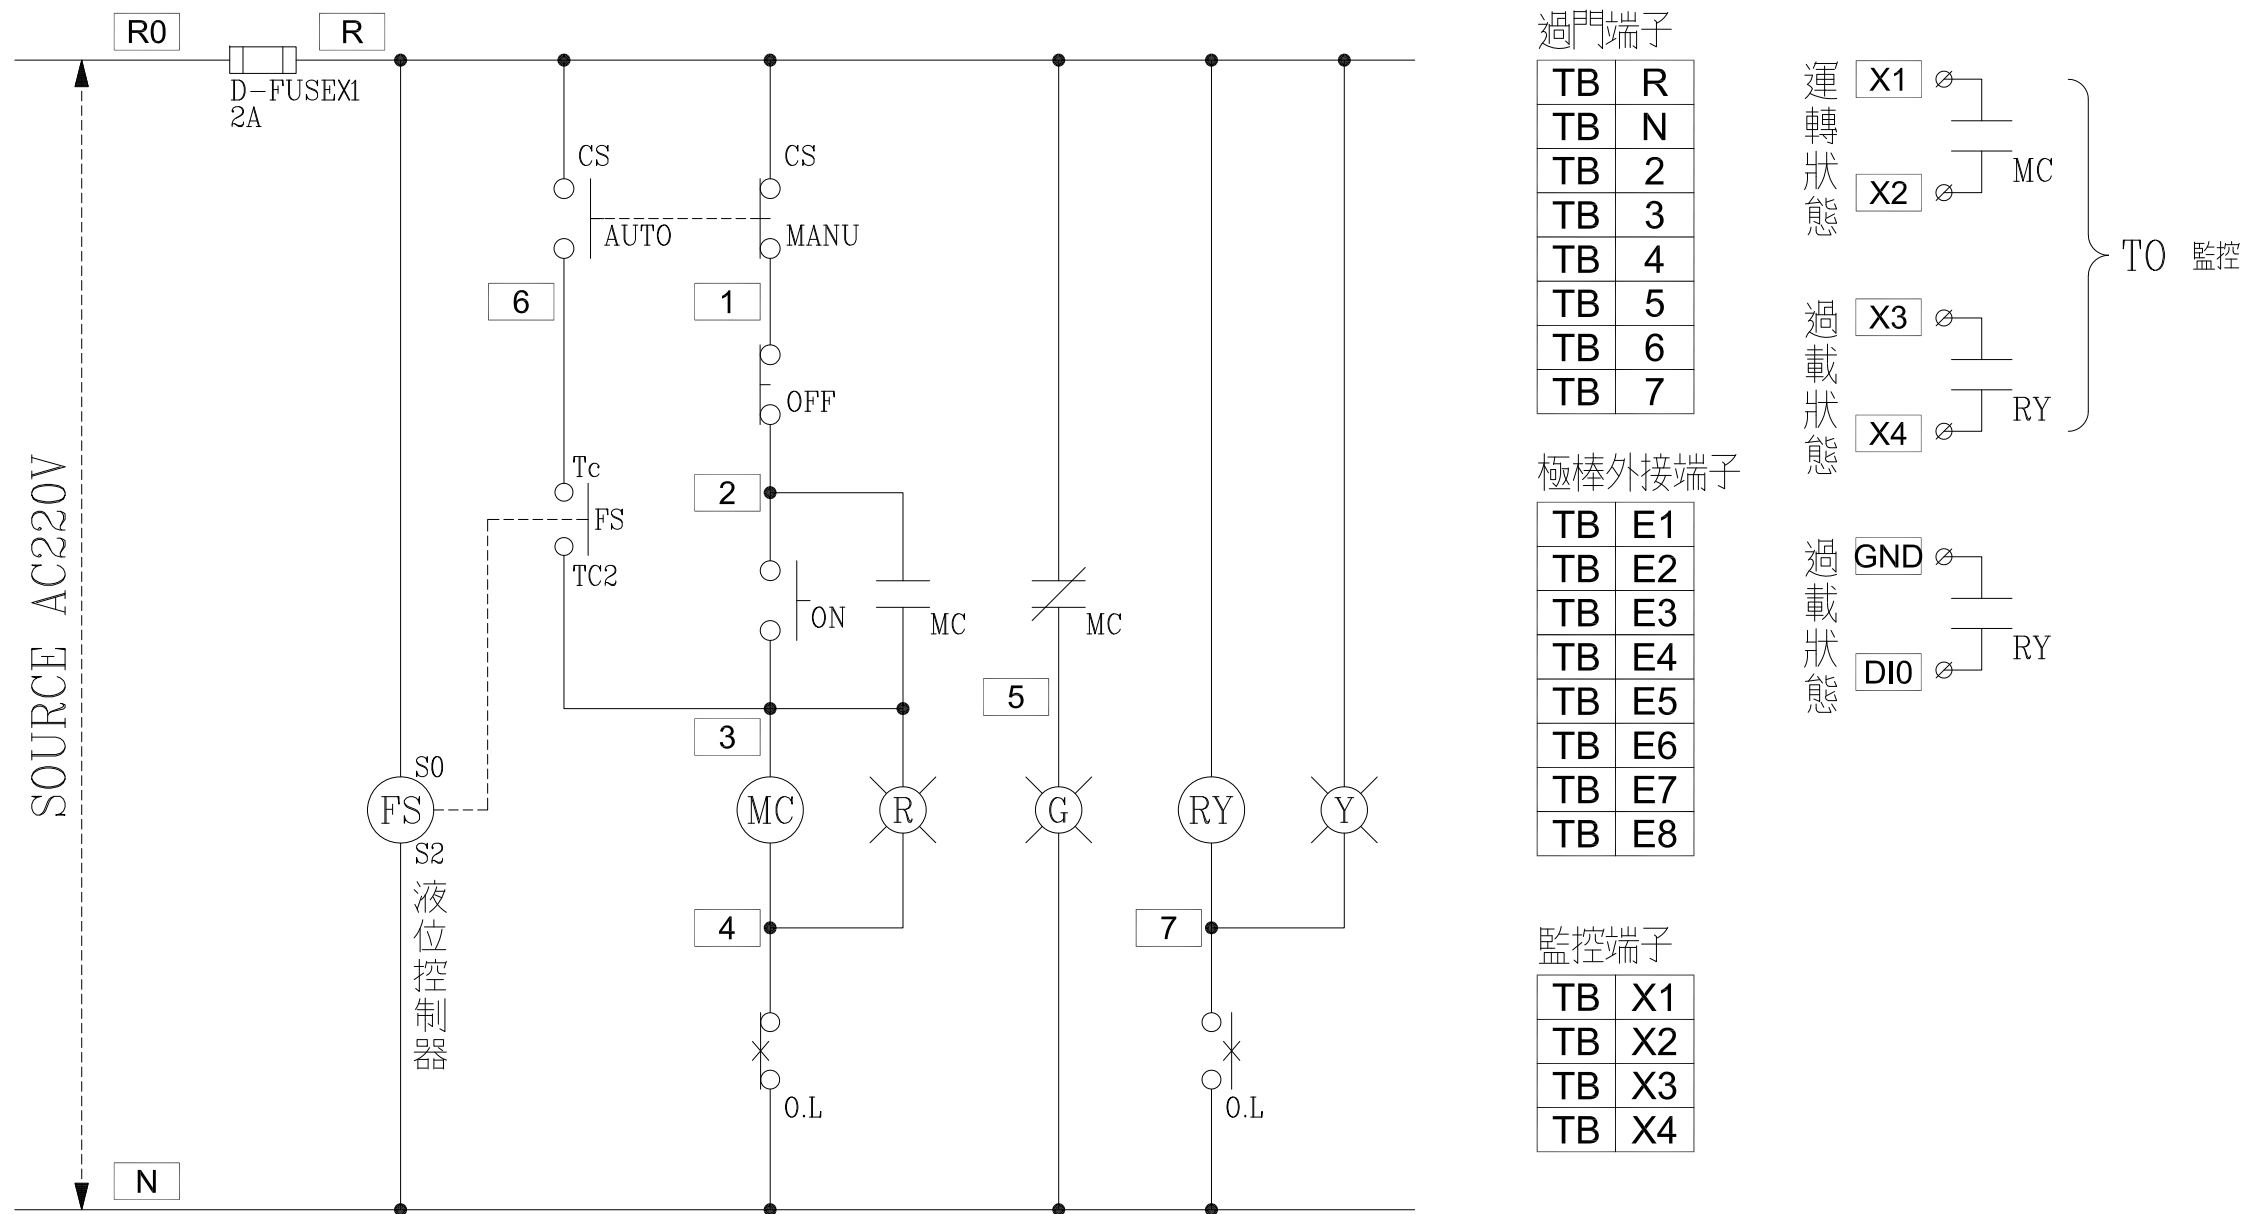 R0
R
D-FUSEX1
2A
SOURCE AC220V
N
CS
AUTO
CS
MANU
6
1
OFF
Tc
FS
TC2
2
ON
MC
MC
3
5
S0
FS
S2
液位控制器
MC
R
G
RY
Y
4
7
O.L
O.L
過門端子
TB R
TB N
TB 2
TB 3
TB 4
TB 5
TB 6
TB 7
極棒外接端子
TB E1
TB E2
TB E3
TB E4
TB E5
TB E6
TB E7
TB E8
監控端子
TB X1
TB X2
TB X3
TB X4
運轉狀態
X1
X2
MC
過載狀態
X3
X4
RY
TO 監控
過載狀態
GND
DI0
RY